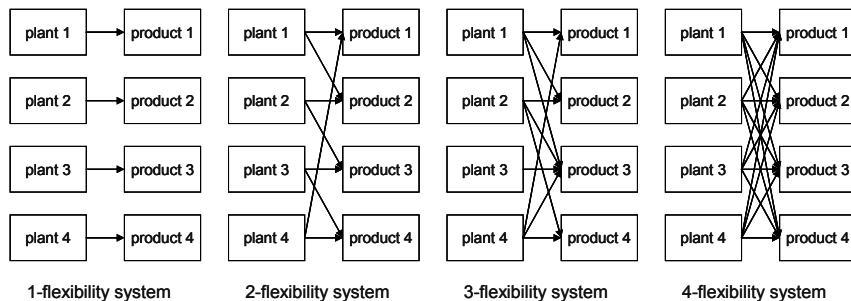 plant 1 product 1 plant 1 product 1 plant 1 product 1 plant 1 product 1
plant 2 product 2 plant 2 product 2 plant 2 product 2 plant 2 product 2
plant 3 product 3 plant 3 product 3 plant 3 product 3 plant 3 product 3
plant 4 product 4 plant 4 product 4 plant 4 product 4 plant 4 product 4
1-flexibility system 2-flexibility system 3-flexibility system 4-flexibility system